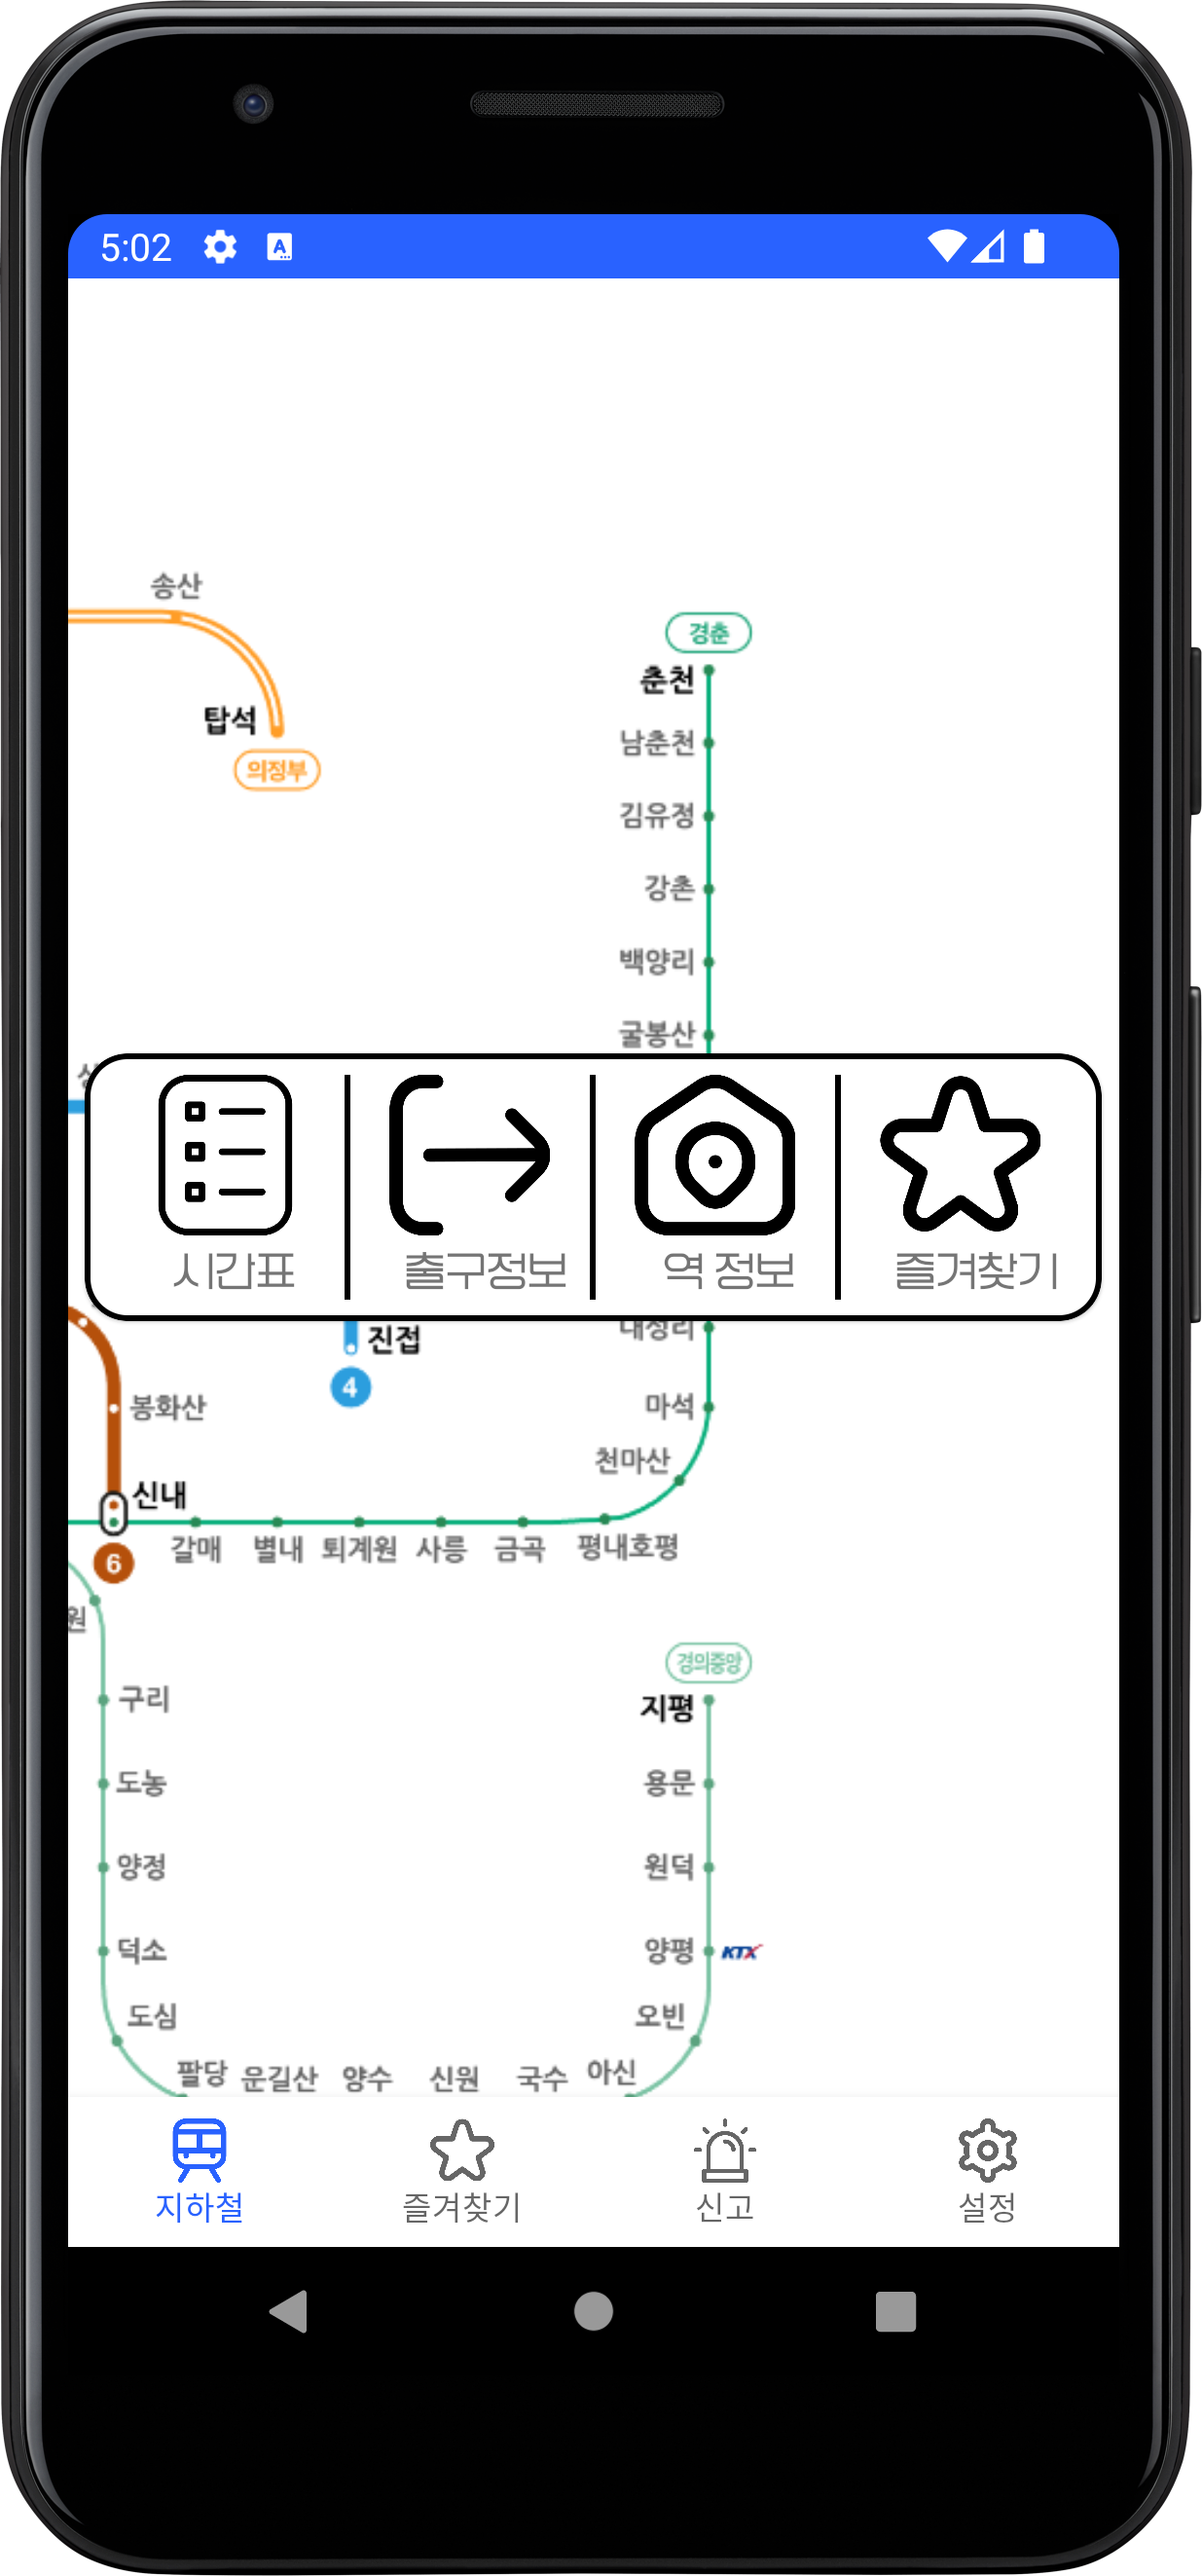 5:02
송산
탑석
의정부
경춘
춘천
남춘천
김유정
강촌
백양리
굴봉산
시간표
출구정보
역 정보
즐겨찾기
대성리
진접
4
봉화산
마석
천마산
신내
갈매 별내 퇴계원 사릉 금곡 평내호평
6
원
구리
도농
양정
덕소
도심
팔당 운길산 양수 신원 국수 아신
경의중앙
지평
용문
원덕
양평 KTX
오빈
지하철
즐겨찾기
신고
설정